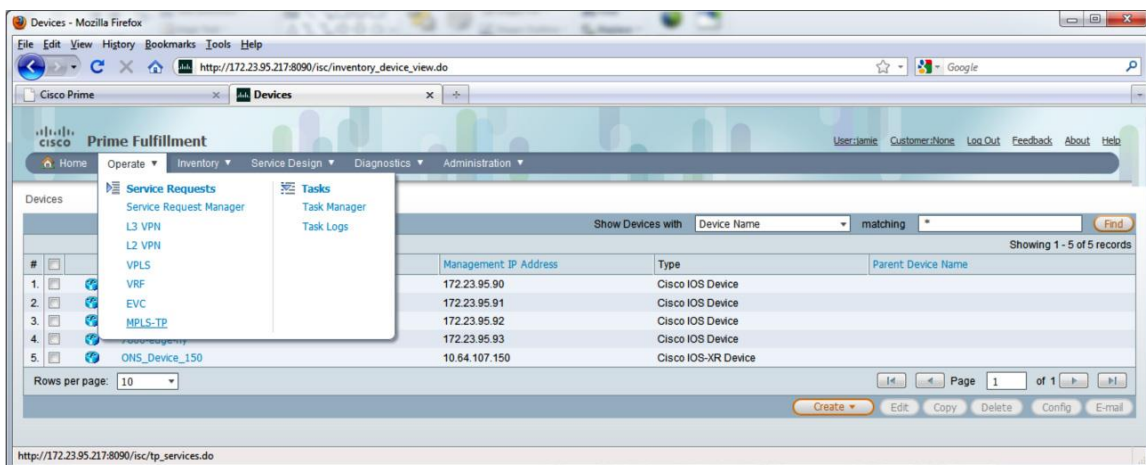 Devices - Mozilla Firefox
File Edit View History Bookmarks Tools Help
http://172.23.95.217:8090/isc/inventory_device_view.do
Google
Cisco Prime
Devices
cisco Prime Fulfillment
User:jamie Customer:None Log Out Feedback About Help
Home Operate Inventory Service Design Diagnostics Administration
Service Requests
Service Request Manager
L3 VPN
L2 VPN
VPLS
VRF
EVC
MPLS-TP
Tasks
Task Manager
Task Logs
Devices
Show Devices with Device Name matching * Find
Showing 1 - 5 of 5 records
# Management IP Address Type Parent Device Name
1. 172.23.95.90 Cisco IOS Device
2. 172.23.95.91 Cisco IOS Device
3. 172.23.95.92 Cisco IOS Device
4. 172.23.95.93 Cisco IOS Device
5. ONS_Device_150 10.64.107.150 Cisco IOS-XR Device
Rows per page: 10 Page 1 of 1
Create Edit Copy Delete Config E-mail
http://172.23.95.217:8090/isc/tp_services.do